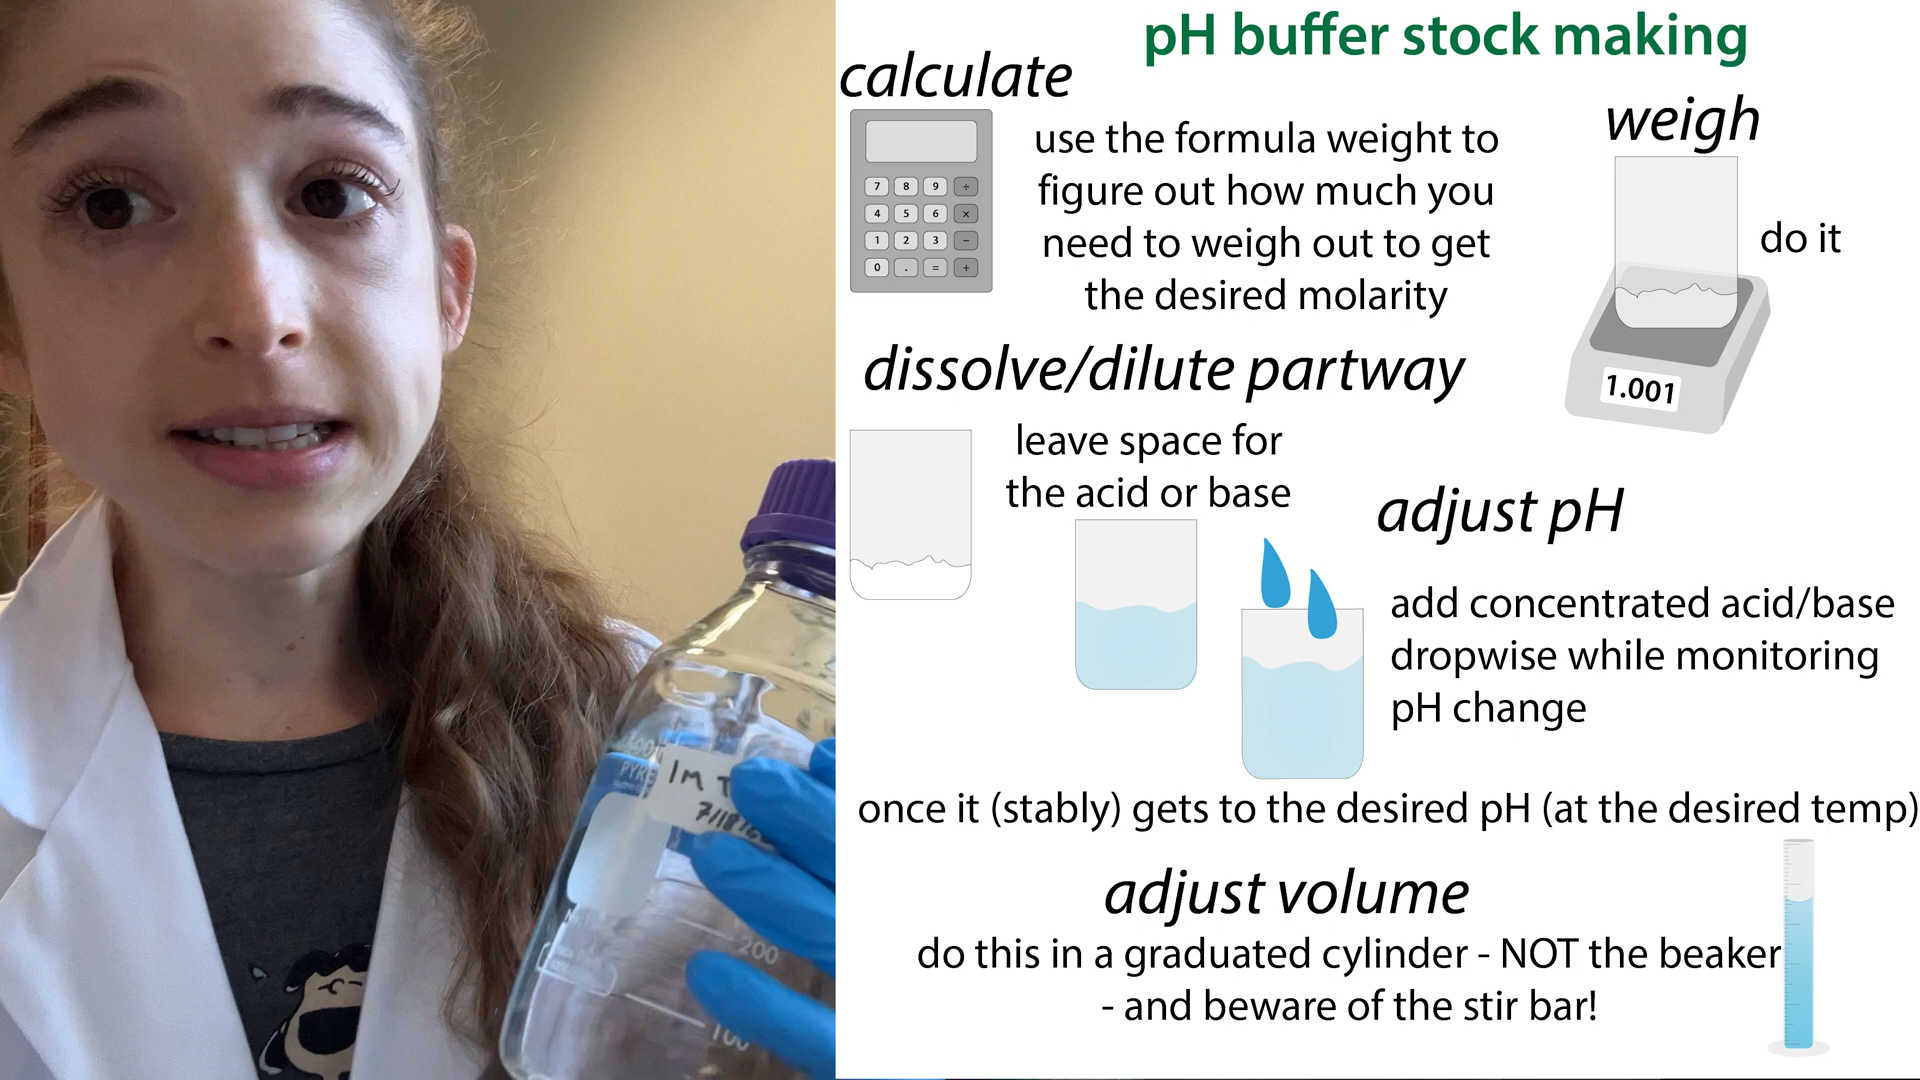 pH buffer stock making
calculate
7 8 9 ÷
4 5 6 ×
1 2 3 −
0 . = +
use the formula weight to
figure out how much you
need to weigh out to get
the desired molarity
weigh
do it
1.001
dissolve/dilute partway
leave space for
the acid or base
adjust pH
add concentrated acid/base
dropwise while monitoring
pH change
once it (stably) gets to the desired pH (at the desired temp)
adjust volume
do this in a graduated cylinder - NOT the beaker
- and beware of the stir bar!
1M
200
100